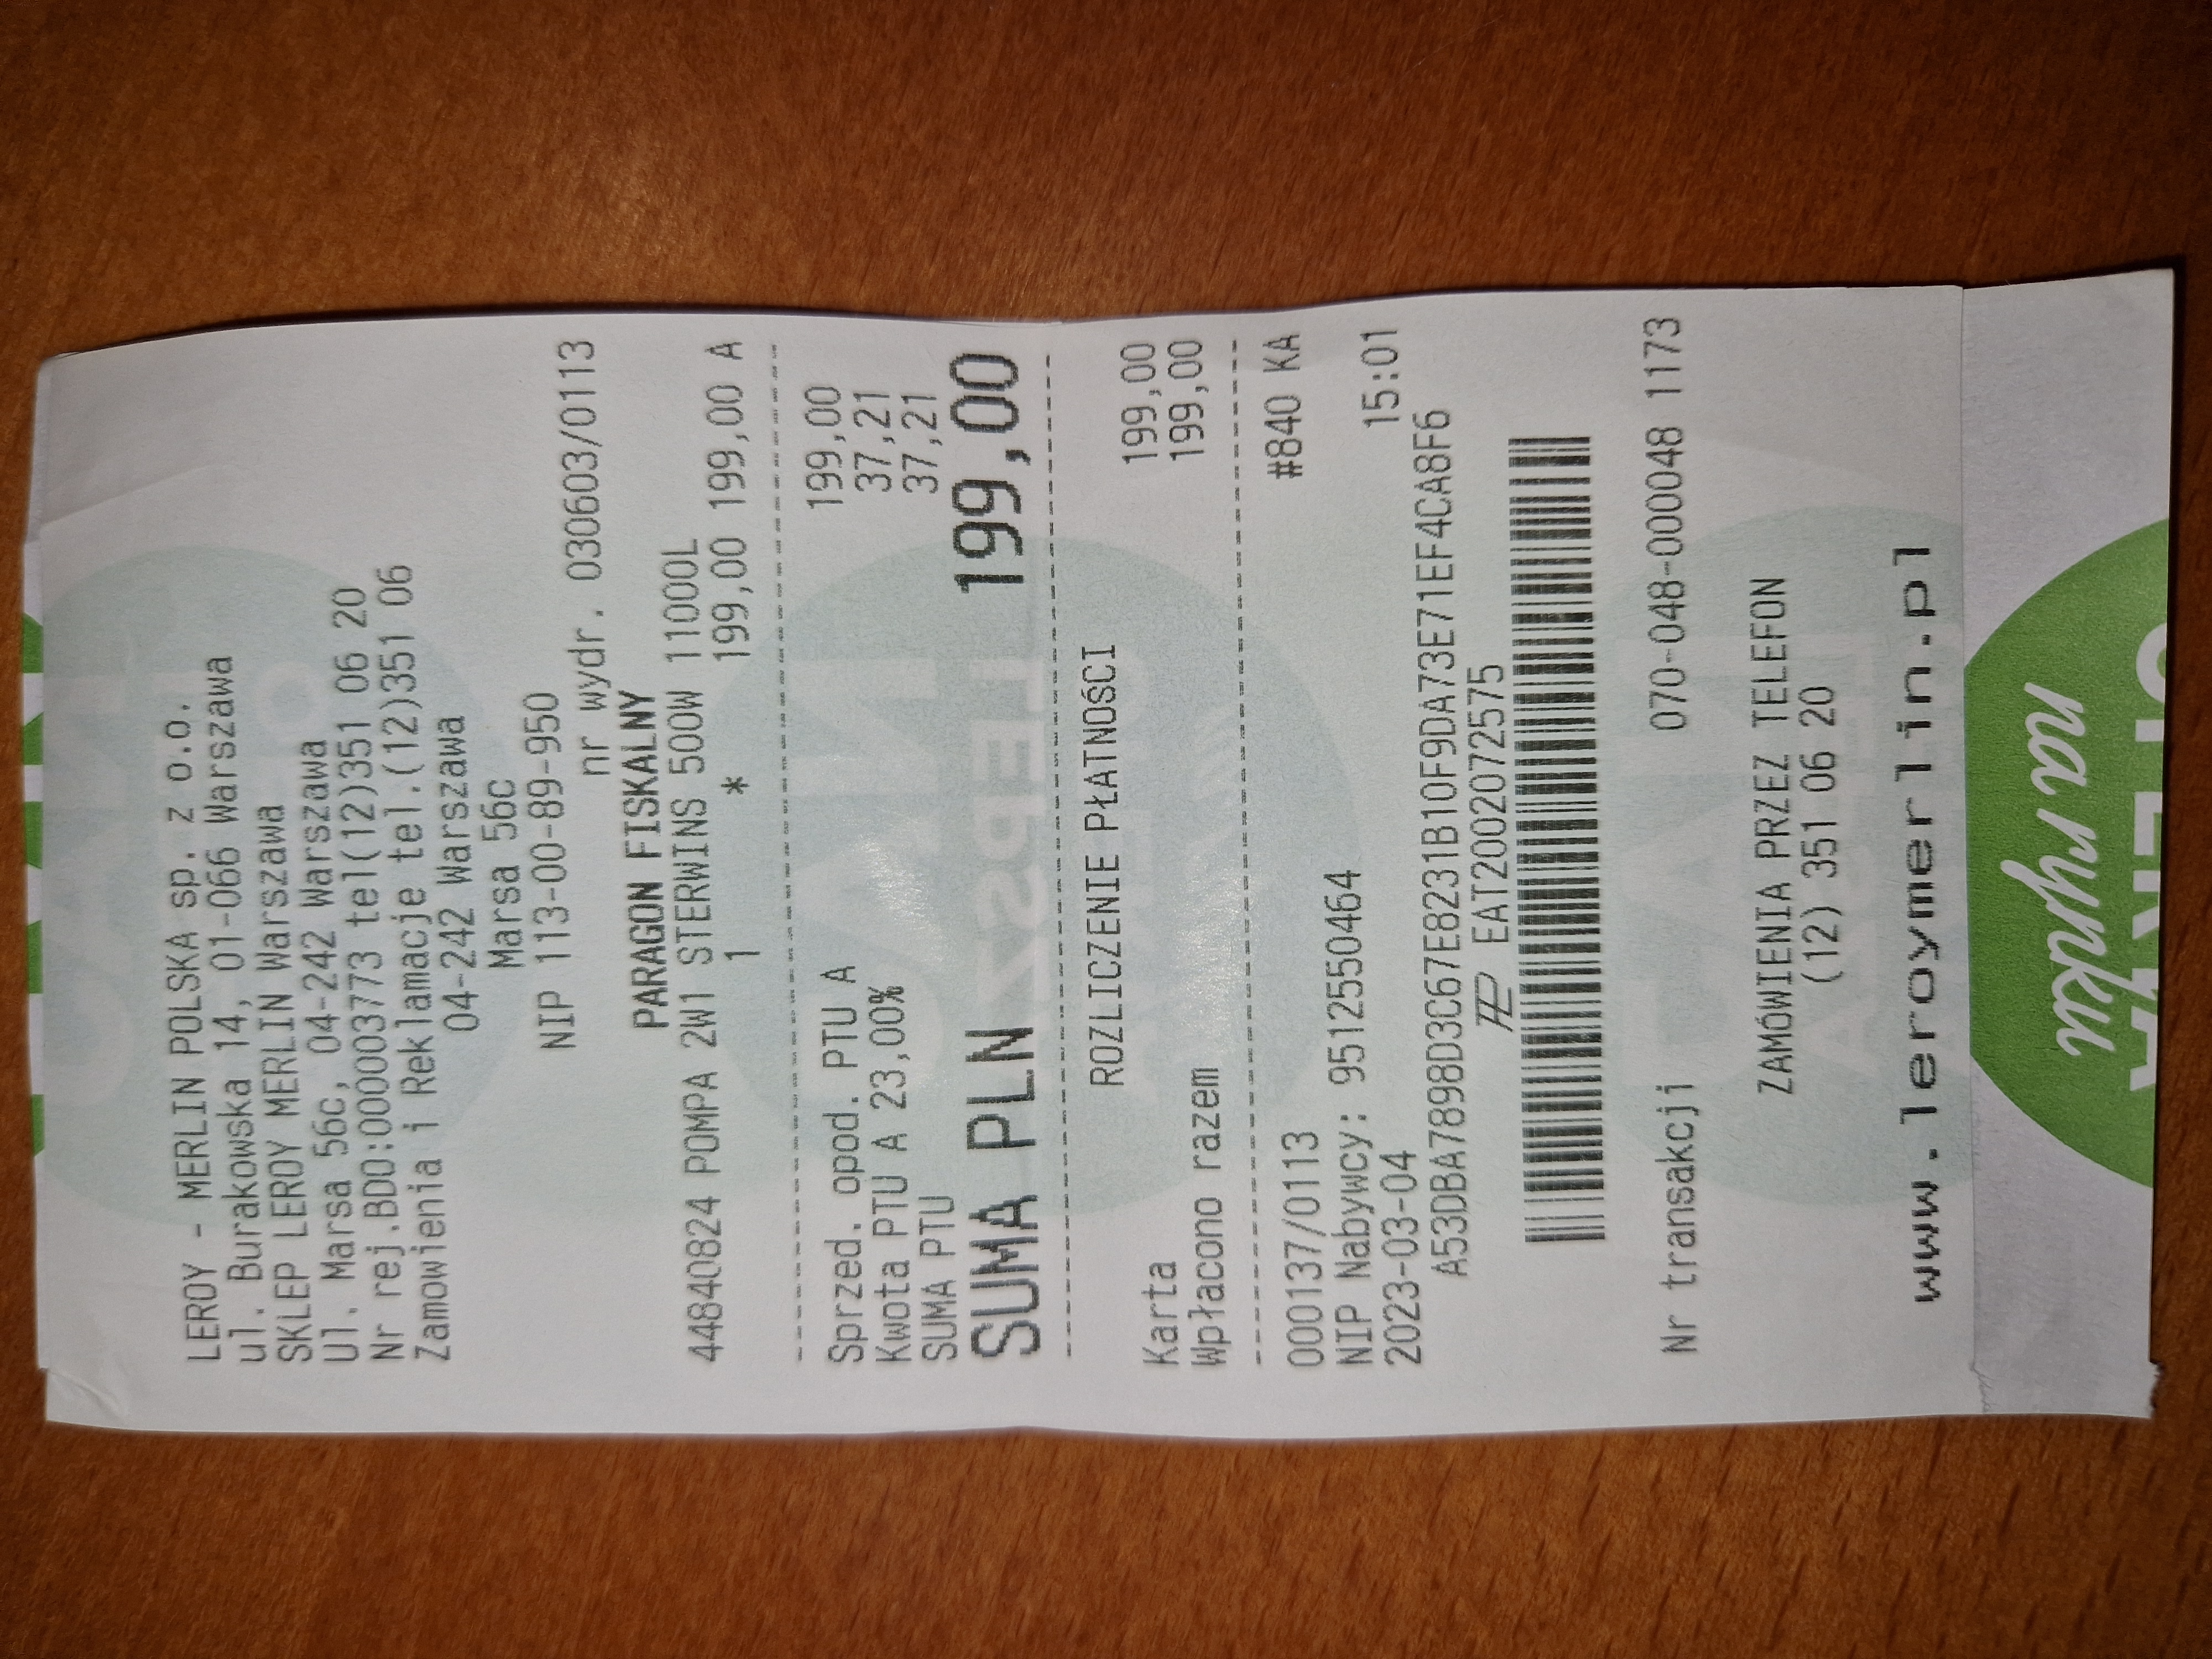 LEROY - MERLIN POLSKA sp. z o.o.
ul. Burakowska 14, 01-066 Warszawa
SKLEP LEROY MERLIN Warszawa
Ul. Marsa 56c, 04-242 Warszawa
Nr rej.BDO:000003773 tel(12)351 06 20
Zamowienia i Reklamacje tel.(12)351 06
04-242 Warszawa
Marsa 56c
NIP 113-00-89-950
nr wydr. 030603/0113
PARAGON FISKALNY
44840824 POMPA 2W1 STERWINS 500W 11000L
1 * 199,00 199,00 A
Sprzed. opod. PTU A 199,00
Kwota PTU A 23,00% 37,21
SUMA PTU 37,21
SUMA PLN 199,00
ROZLICZENIE PŁATNOŚCI
Karta 199,00
Wpłacono razem 199,00
000137/0113 #840 KA
NIP Nabywcy: 9512550464
2023-03-04 15:01
A53DBA7898D3C67E8231B10F9DA73E71EF4CA8F6
EAT2002072575
Nr transakcji 070-048-000048 1173
ZAMÓWIENIA PRZEZ TELEFON
(12) 351 06 20
www.leroymerlin.pl
na rynku